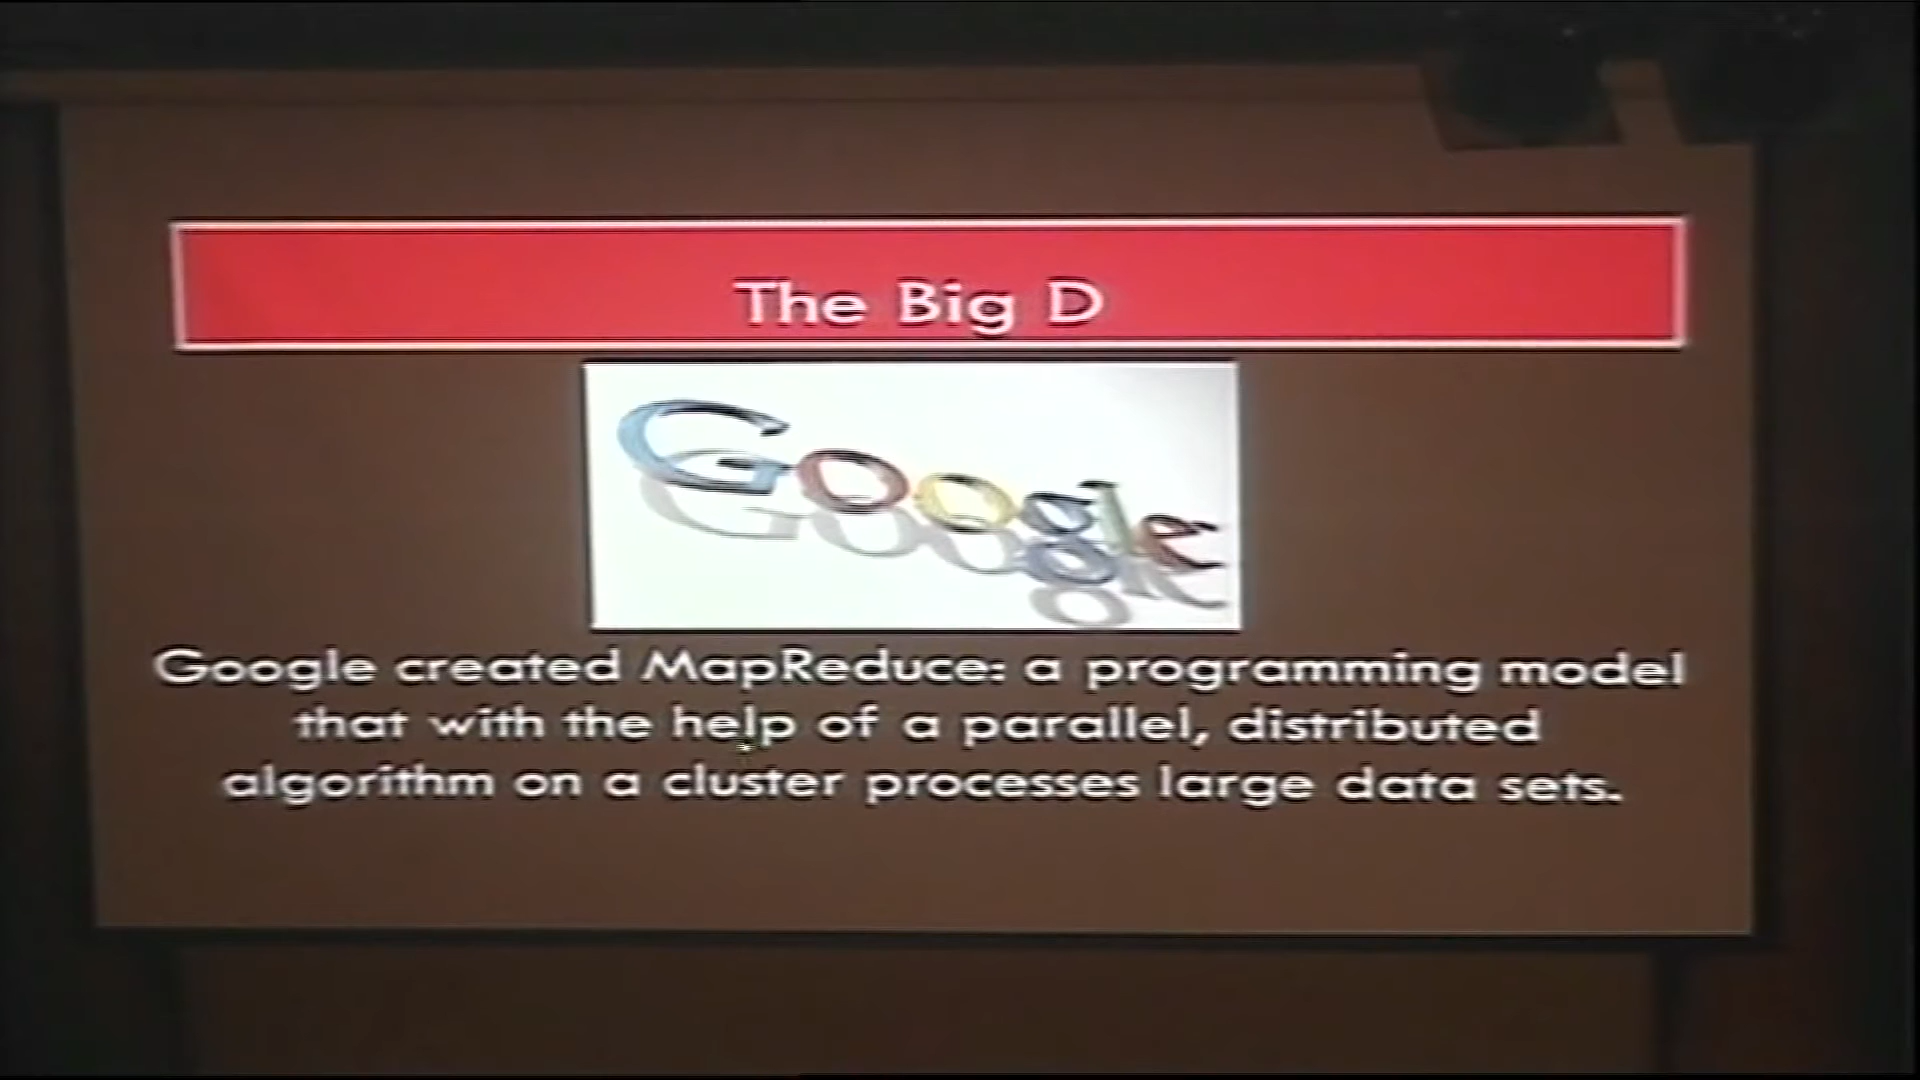 The Big D
Google
Google created MapReduce: a programming model
that with the help of a parallel, distributed
algorithm on a cluster processes large data sets.